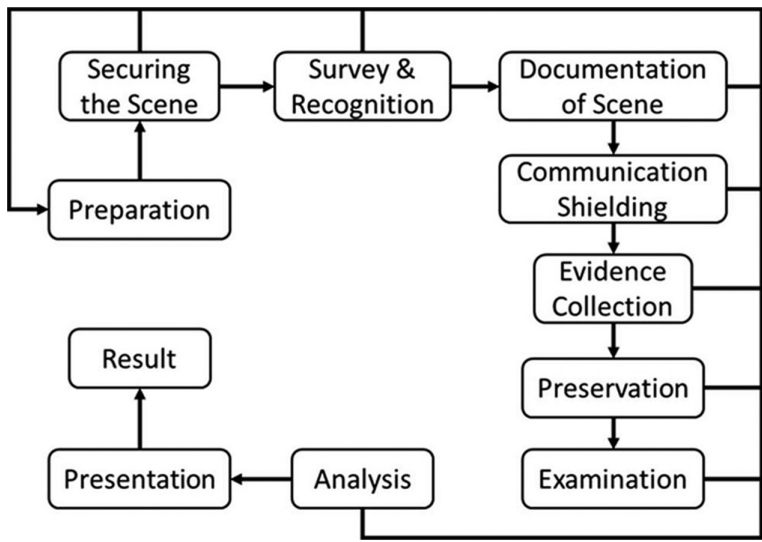 Securing
the Scene
Survey &
Recognition
Documentation
of Scene
Preparation
Communication
Shielding
Evidence
Collection
Result
Preservation
Presentation
Analysis
Examination